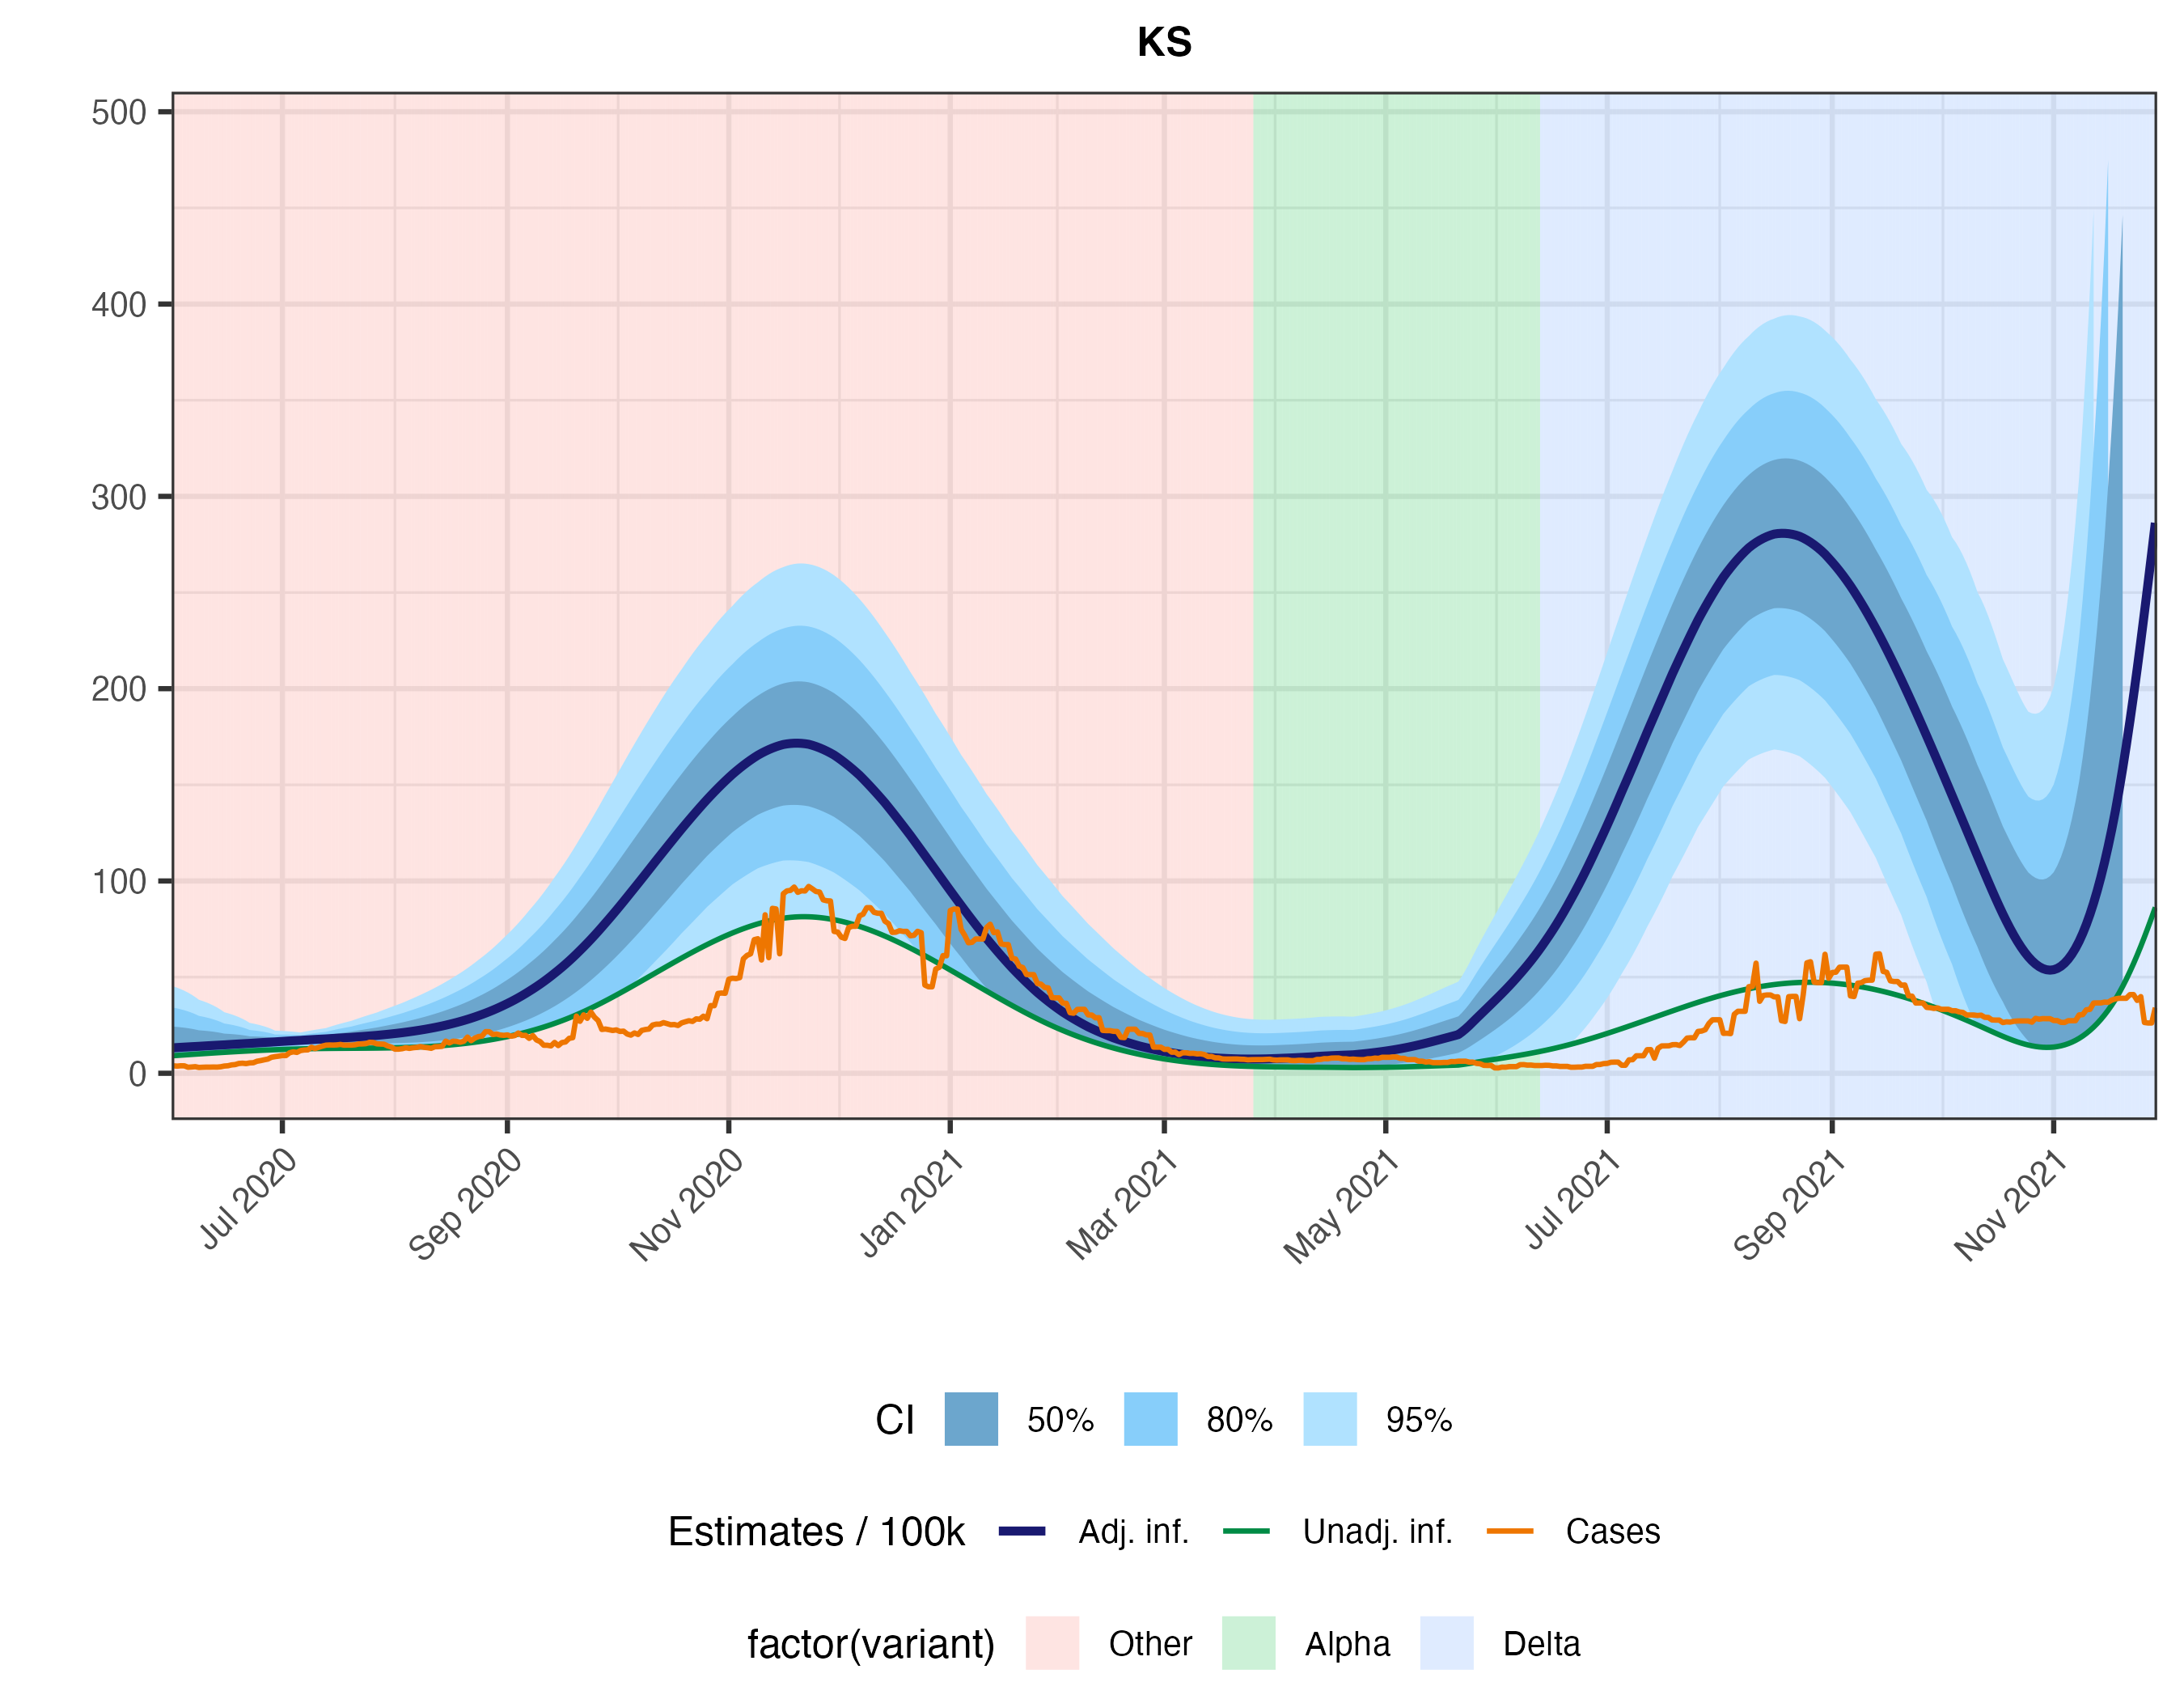 KS
500
400
300
200
100
0
Jul 2020
Sep 2020
Nov 2020
Jan 2021
Mar 2021
May 2021
Jul 2021
Sep 2021
Nov 2021
CI 50% 80% 95%
Estimates / 100k Adj. inf. Unadj. inf. Cases
factor(variant) Other Alpha Delta